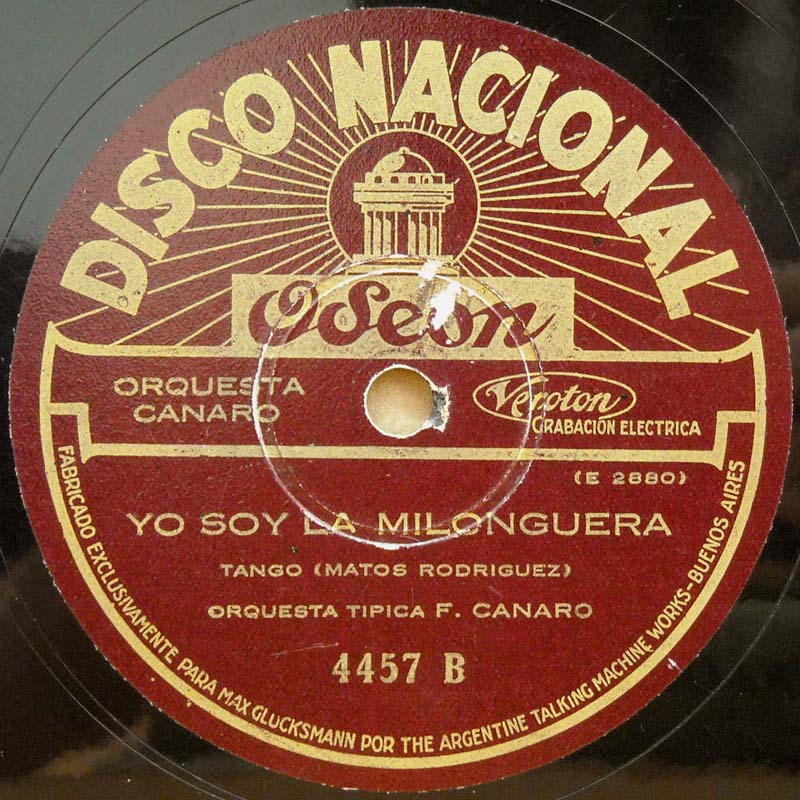 DISCO NACIONAL
Odeon
ORQUESTA
CANARO
Veroton
GRABACIÓN ELECTRICA
(E 2880)
YO SOY LA MILONGUERA
TANGO (MATOS RODRIGUEZ)
ORQUESTA TIPICA F. CANARO
4457 B
FABRICADO EXCLUSIVAMENTE PARA MAX GLUCKSMANN POR THE ARGENTINE TALKING MACHINE WORKS-BUENOS AIRES